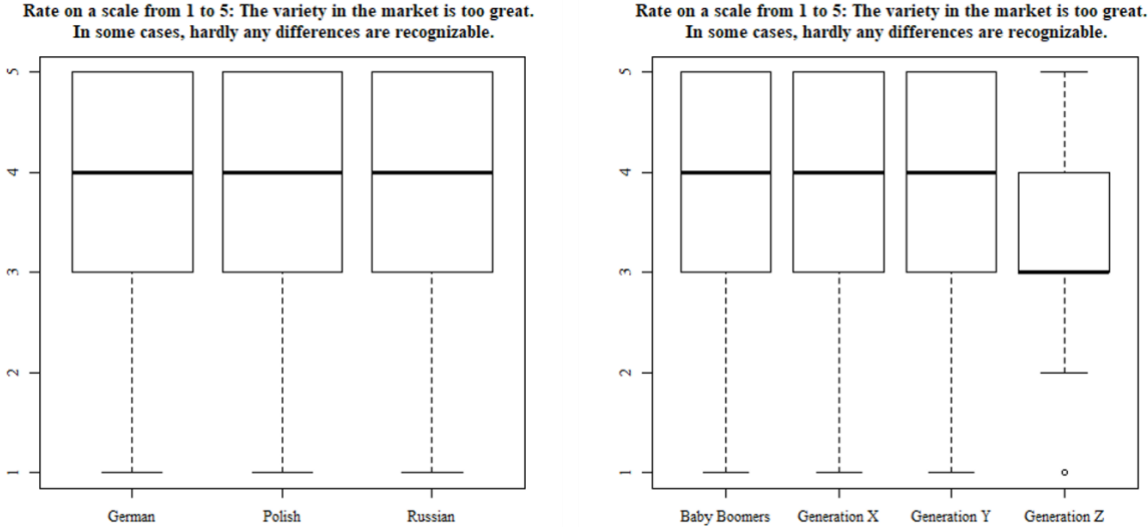 Rate on a scale from 1 to 5: The variety in the market is too great.
In some cases, hardly any differences are recognizable.
5
4
3
2
1
German Polish Russian
Rate on a scale from 1 to 5: The variety in the market is too great.
In some cases, hardly any differences are recognizable.
5
4
3
2
1
Baby Boomers Generation X Generation Y Generation Z